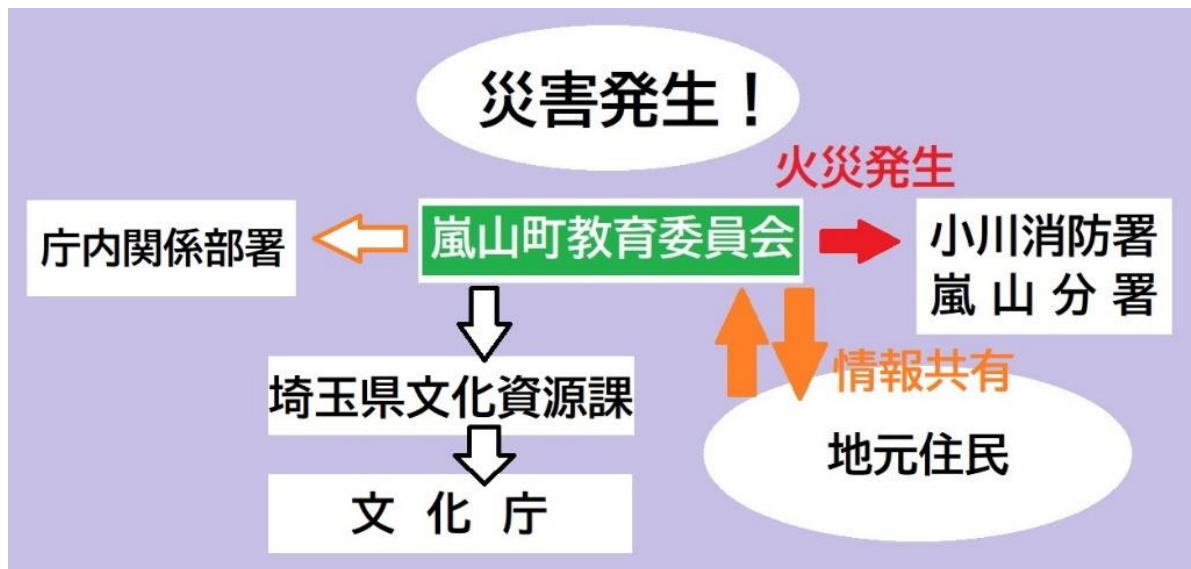 災害発生！
火災発生
庁内関係部署
嵐山町教育委員会
小川消防署
嵐山分署
情報共有
埼玉県文化資源課
地元住民
文化庁